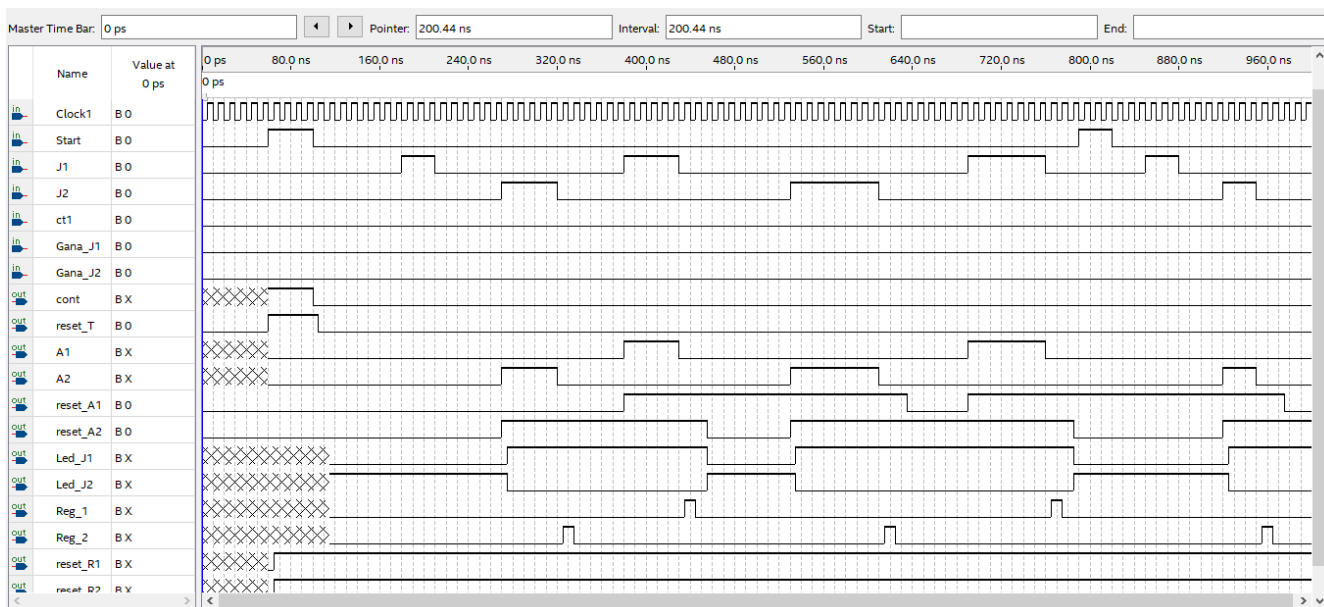 Master Time Bar: 0 ps Pointer: 200.44 ns Interval: 200.44 ns Start: End:
Name Value at 0 ps 0 ps 80.0 ns 160.0 ns 240.0 ns 320.0 ns 400.0 ns 480.0 ns 560.0 ns 640.0 ns 720.0 ns 800.0 ns 880.0 ns 960.0 ns
0 ps
in Clock1 B 0
in Start B 0
in J1 B 0
in J2 B 0
in ct1 B 0
in Gana_J1 B 0
in Gana_J2 B 0
out cont B X
out reset_T B 0
out A1 B X
out A2 B X
out reset_A1 B 0
out reset_A2 B 0
out Led_J1 B X
out Led_J2 B X
out Reg_1 B X
out Reg_2 B X
out reset_R1 B X
out reset_R2 B X